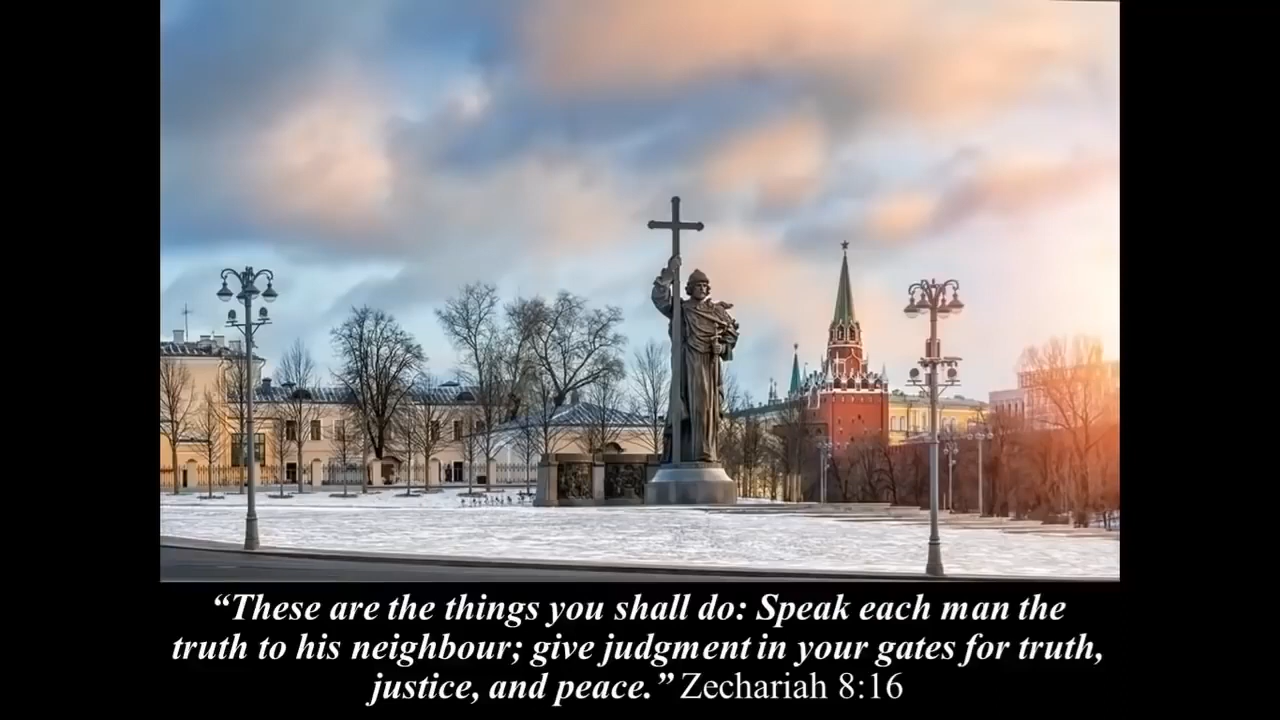 “These are the things you shall do: Speak each man the
truth to his neighbour; give judgment in your gates for truth,
justice, and peace.” Zechariah 8:16